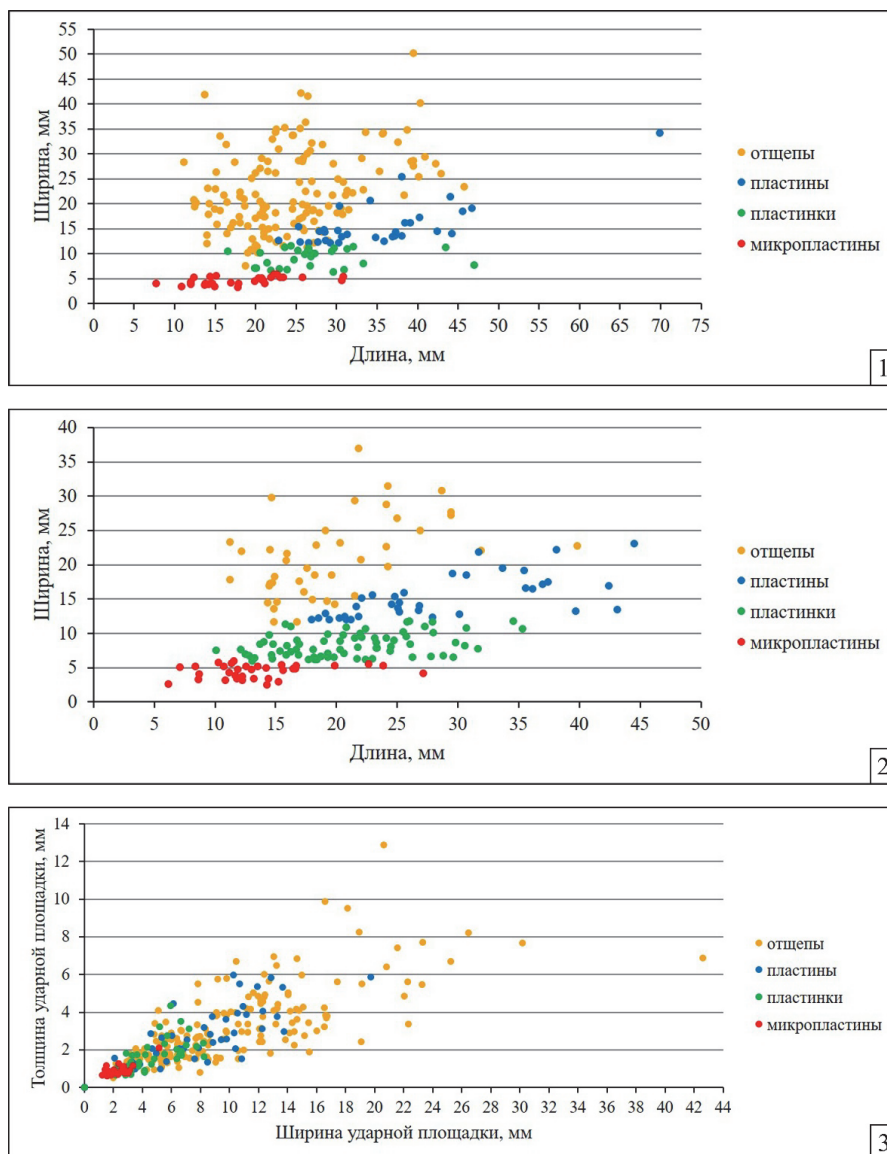 55
50
45
40
35
30
25
20
15
10
5
0
Ширина, мм
0 5 10 15 20 25 30 35 40 45 50 55 60 65 70 75
Длина, мм
отщепы
пластины
пластинки
микропластины
1
40
35
30
25
20
15
10
5
0
Ширина, мм
0 5 10 15 20 25 30 35 40 45 50
Длина, мм
отщепы
пластины
пластинки
микропластины
2
14
12
10
8
6
4
2
0
Толщина ударной площадки, мм
0 2 4 6 8 10 12 14 16 18 20 22 24 26 28 30 32 34 36 38 40 42 44
Ширина ударной площадки, мм
отщепы
пластины
пластинки
микропластины
3